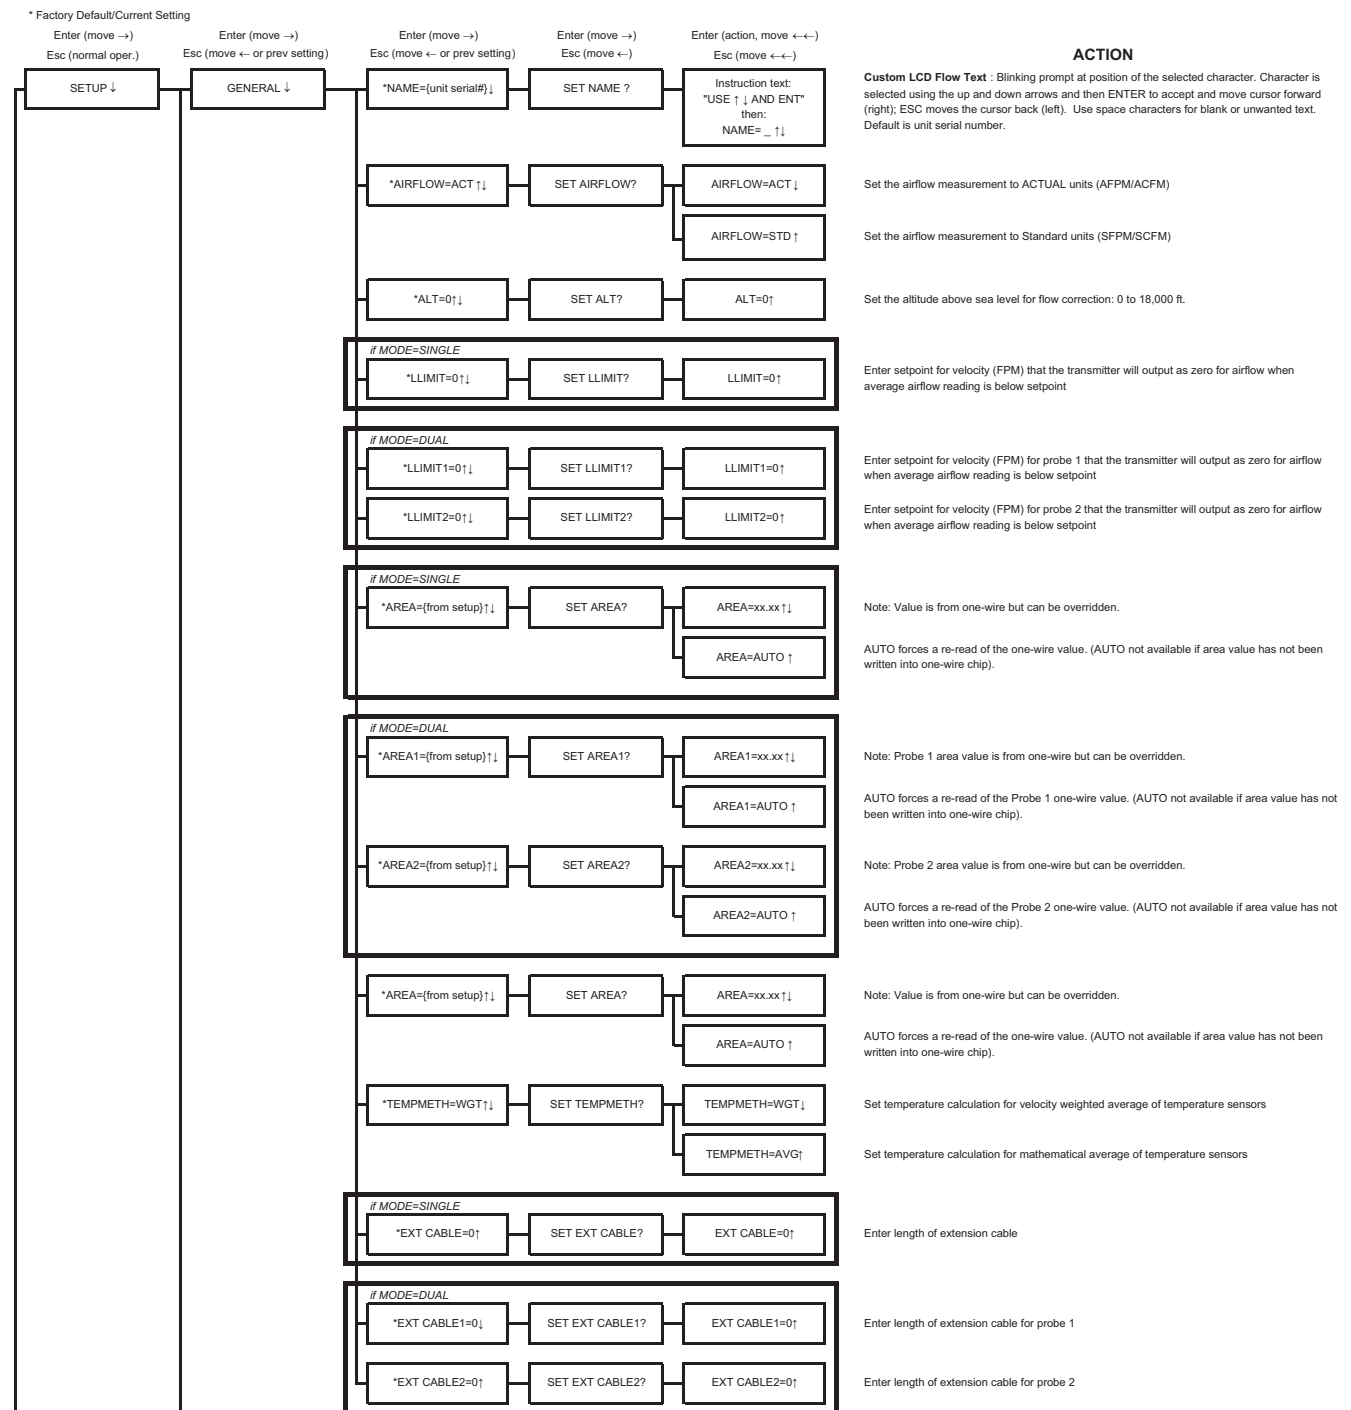 * Factory Default/Current Setting
Enter (move →) Enter (move →) Enter (move →) Enter (move →) Enter (action, move ←←)
Esc (normal oper.) Esc (move ← or prev setting) Esc (move ← or prev setting) Esc (move ←) Esc (move ←←)
ACTION
SETUP ↓ GENERAL ↓ *NAME={unit serial#}↓ SET NAME ?
Instruction text:
"USE ↑ ↓ AND ENT"
then:
NAME= _ ↑↓
Custom LCD Flow Text : Blinking prompt at position of the selected character. Character is
selected using the up and down arrows and then ENTER to accept and move cursor forward
(right); ESC moves the cursor back (left). Use space characters for blank or unwanted text.
Default is unit serial number.
*AIRFLOW=ACT ↑↓ SET AIRFLOW? AIRFLOW=ACT ↓ Set the airflow measurement to ACTUAL units (AFPM/ACFM)
AIRFLOW=STD ↑ Set the airflow measurement to Standard units (SFPM/SCFM)
*ALT=0↑↓ SET ALT? ALT=0↑ Set the altitude above sea level for flow correction: 0 to 18,000 ft.
if MODE=SINGLE
*LLIMIT=0↑↓ SET LLIMIT? LLIMIT=0↑
Enter setpoint for velocity (FPM) that the transmitter will output as zero for airflow when
average airflow reading is below setpoint
if MODE=DUAL
*LLIMIT1=0↑↓ SET LLIMIT1? LLIMIT1=0↑
Enter setpoint for velocity (FPM) for probe 1 that the transmitter will output as zero for airflow
when average airflow reading is below setpoint
*LLIMIT2=0↑↓ SET LLIMIT2? LLIMIT2=0↑
Enter setpoint for velocity (FPM) for probe 2 that the transmitter will output as zero for airflow
when average airflow reading is below setpoint
if MODE=SINGLE
*AREA={from setup}↑↓ SET AREA? AREA=xx.xx ↑↓ Note: Value is from one-wire but can be overridden.
AREA=AUTO ↑
AUTO forces a re-read of the one-wire value. (AUTO not available if area value has not been
written into one-wire chip).
if MODE=DUAL
*AREA1={from setup}↑↓ SET AREA1? AREA1=xx.xx ↑↓ Note: Probe 1 area value is from one-wire but can be overridden.
AREA1=AUTO ↑
AUTO forces a re-read of the Probe 1 one-wire value. (AUTO not available if area value has not
been written into one-wire chip).
*AREA2={from setup}↑↓ SET AREA2? AREA2=xx.xx ↑↓ Note: Probe 2 area value is from one-wire but can be overridden.
AREA2=AUTO ↑
AUTO forces a re-read of the Probe 2 one-wire value. (AUTO not available if area value has not
been written into one-wire chip).
*AREA={from setup}↑↓ SET AREA? AREA=xx.xx ↑↓ Note: Value is from one-wire but can be overridden.
AREA=AUTO ↑
AUTO forces a re-read of the one-wire value. (AUTO not available if area value has not been
written into one-wire chip).
*TEMPMETH=WGT↑↓ SET TEMPMETH? TEMPMETH=WGT↓ Set temperature calculation for velocity weighted average of temperature sensors
TEMPMETH=AVG↑ Set temperature calculation for mathematical average of temperature sensors
if MODE=SINGLE
*EXT CABLE=0↑ SET EXT CABLE? EXT CABLE=0↑ Enter length of extension cable
if MODE=DUAL
*EXT CABLE1=0↓ SET EXT CABLE1? EXT CABLE1=0↑ Enter length of extension cable for probe 1
*EXT CABLE2=0↑ SET EXT CABLE2? EXT CABLE2=0↑ Enter length of extension cable for probe 2